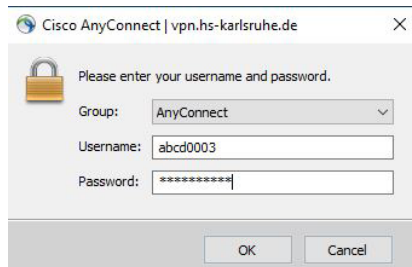 Cisco AnyConnect | vpn.hs-karlsruhe.de
Please enter your username and password.
Group: AnyConnect
Username: abcd0003
Password: **********
OK Cancel